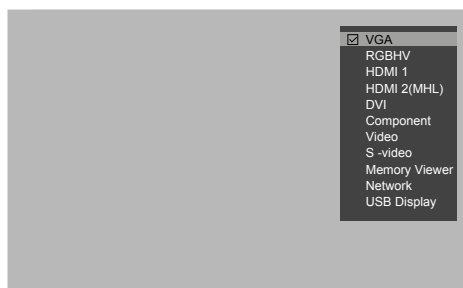 VGA
RGBHV
HDMI 1
HDMI 2(MHL)
DVI
Component
Video
S -video
Memory Viewer
Network
USB Display